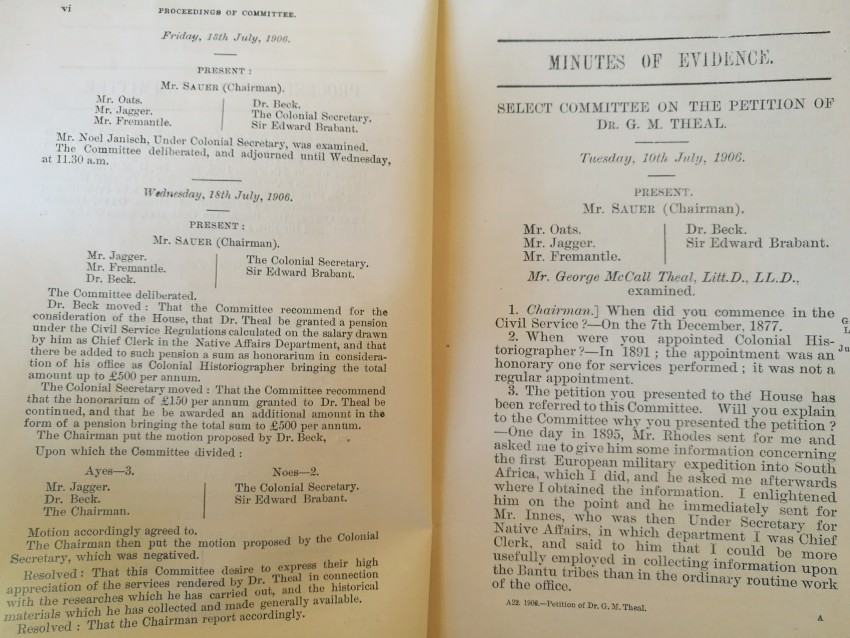 vi
PROCEEDINGS OF COMMITTEE.
Friday, 13th July, 1906.
PRESENT :
Mr. SAUER (Chairman).
Mr. Oats.
Mr. Jagger.
Mr. Fremantle.
Dr. Beck.
The Colonial Secretary.
Sir Edward Brabant.
Mr. Noel Janisch, Under Colonial Secretary, was examined.
The Committee deliberated, and adjourned until Wednesday,
at 11.30 a.m.
Wednesday, 18th July, 1906.
PRESENT :
Mr. SAUER (Chairman).
Mr. Jagger.
Mr. Fremantle.
Dr. Beck.
The Colonial Secretary.
Sir Edward Brabant.
The Committee deliberated.
Dr. Beck moved : That the Committee recommend for the
consideration of the House, that Dr. Theal be granted a pension
under the Civil Service Regulations calculated on the salary drawn
by him as Chief Clerk in the Native Affairs Department, and that
there be added to such pension a sum as honorarium in considera-
tion of his office as Colonial Historiographer bringing the total
amount up to £500 per annum.
The Colonial Secretary moved : That the Committee recommend
that the honorarium of £150 per annum granted to Dr. Theal be
continued, and that he be awarded an additional amount in the
form of a pension bringing the total sum to £500 per annum.
The Chairman put the motion proposed by Dr. Beck,
Upon which the Committee divided :
Ayes—3.
Mr. Jagger.
Dr. Beck.
The Chairman.
Noes—2.
The Colonial Secretary.
Sir Edward Brabant.
Motion accordingly agreed to.
The Chairman then put the motion proposed by the Colonial
Secretary, which was negatived.
Resolved : That this Committee desire to express their high
appreciation of the services rendered by Dr. Theal in connection
with the researches which he has carried out, and the historical
materials which he has collected and made generally available.
Resolved : That the Chairman report accordingly.
MINUTES OF EVIDENCE.
SELECT COMMITTEE ON THE PETITION OF
DR. G. M. THEAL.
Tuesday, 10th July, 1906.
PRESENT.
Mr. SAUER (Chairman).
Mr. Oats.
Mr. Jagger.
Mr. Fremantle.
Dr. Beck.
Sir Edward Brabant.
Mr. George McCall Theal, Litt.D., LL.D.,
examined.
1. Chairman.] When did you commence in the
Civil Service ?—On the 7th December, 1877.
2. When were you appointed Colonial His-
toriographer ?—In 1891 ; the appointment was an
honorary one for services performed ; it was not a
regular appointment.
3. The petition you presented to the House has
been referred to this Committee. Will you explain
to the Committee why you presented the petition ?
—One day in 1895, Mr. Rhodes sent for me and
asked me to give him some information concerning
the first European military expedition into South
Africa, which I did, and he asked me afterwards
where I obtained the information. I enlightened
him on the point and he immediately sent for
Mr. Innes, who was then Under Secretary for
Native Affairs, in which department I was Chief
Clerk, and said to him that I could be more
usefully employed in collecting information upon
the Bantu tribes than in the ordinary routine work
of the office.
A22. 1906.—Petition of Dr. G. M. Theal.
A